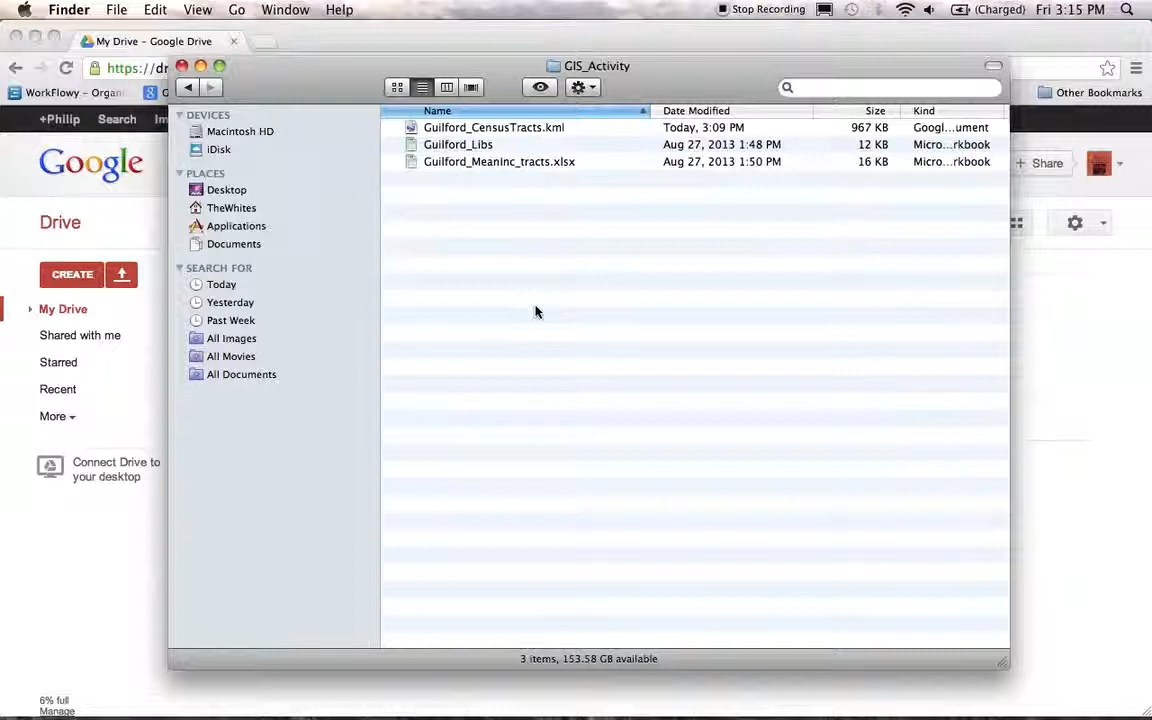 Finder File Edit View Go Window Help Stop Recording (Charged) Fri 3:15 PM
My Drive – Google Drive
https://dr
GIS_Activity
WorkFlowy – Organ G Other Bookmarks
+Philip Search Im
Google
Share
Drive
CREATE
My Drive
Shared with me
Starred
Recent
More
Connect Drive to
your desktop
6% full
Manage
DEVICES
Macintosh HD
iDisk
PLACES
Desktop
TheWhites
Applications
Documents
SEARCH FOR
Today
Yesterday
Past Week
All Images
All Movies
All Documents
Name Date Modified Size Kind
Guilford_CensusTracts.kml Today, 3:09 PM 967 KB Googl...ument
Guilford_Libs Aug 27, 2013 1:48 PM 12 KB Micro...rkbook
Guilford_MeanInc_tracts.xlsx Aug 27, 2013 1:50 PM 16 KB Micro...rkbook
3 items, 153.58 GB available